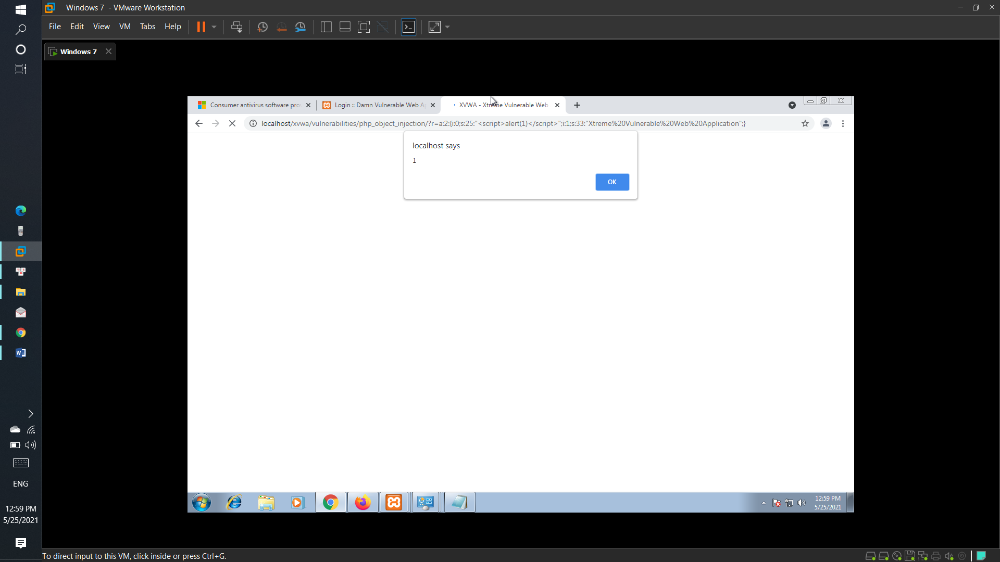 Windows 7 - VMware Workstation
File Edit View VM Tabs Help
Windows 7
Consumer antivirus software pro
Login :: Damn Vulnerable Web A
XVWA - Xtreme Vulnerable Web
localhost/xvwa/vulnerabilities/php_object_injection/?r=a:2:{i:0;s:25:"<script>alert(1)</script>";i:1;s:33:"Xtreme%20Vulnerable%20Web%20Application";}
localhost says
1
OK
12:59 PM
5/25/2021
ENG
12:59 PM
5/25/2021
To direct input to this VM, click inside or press Ctrl+G.